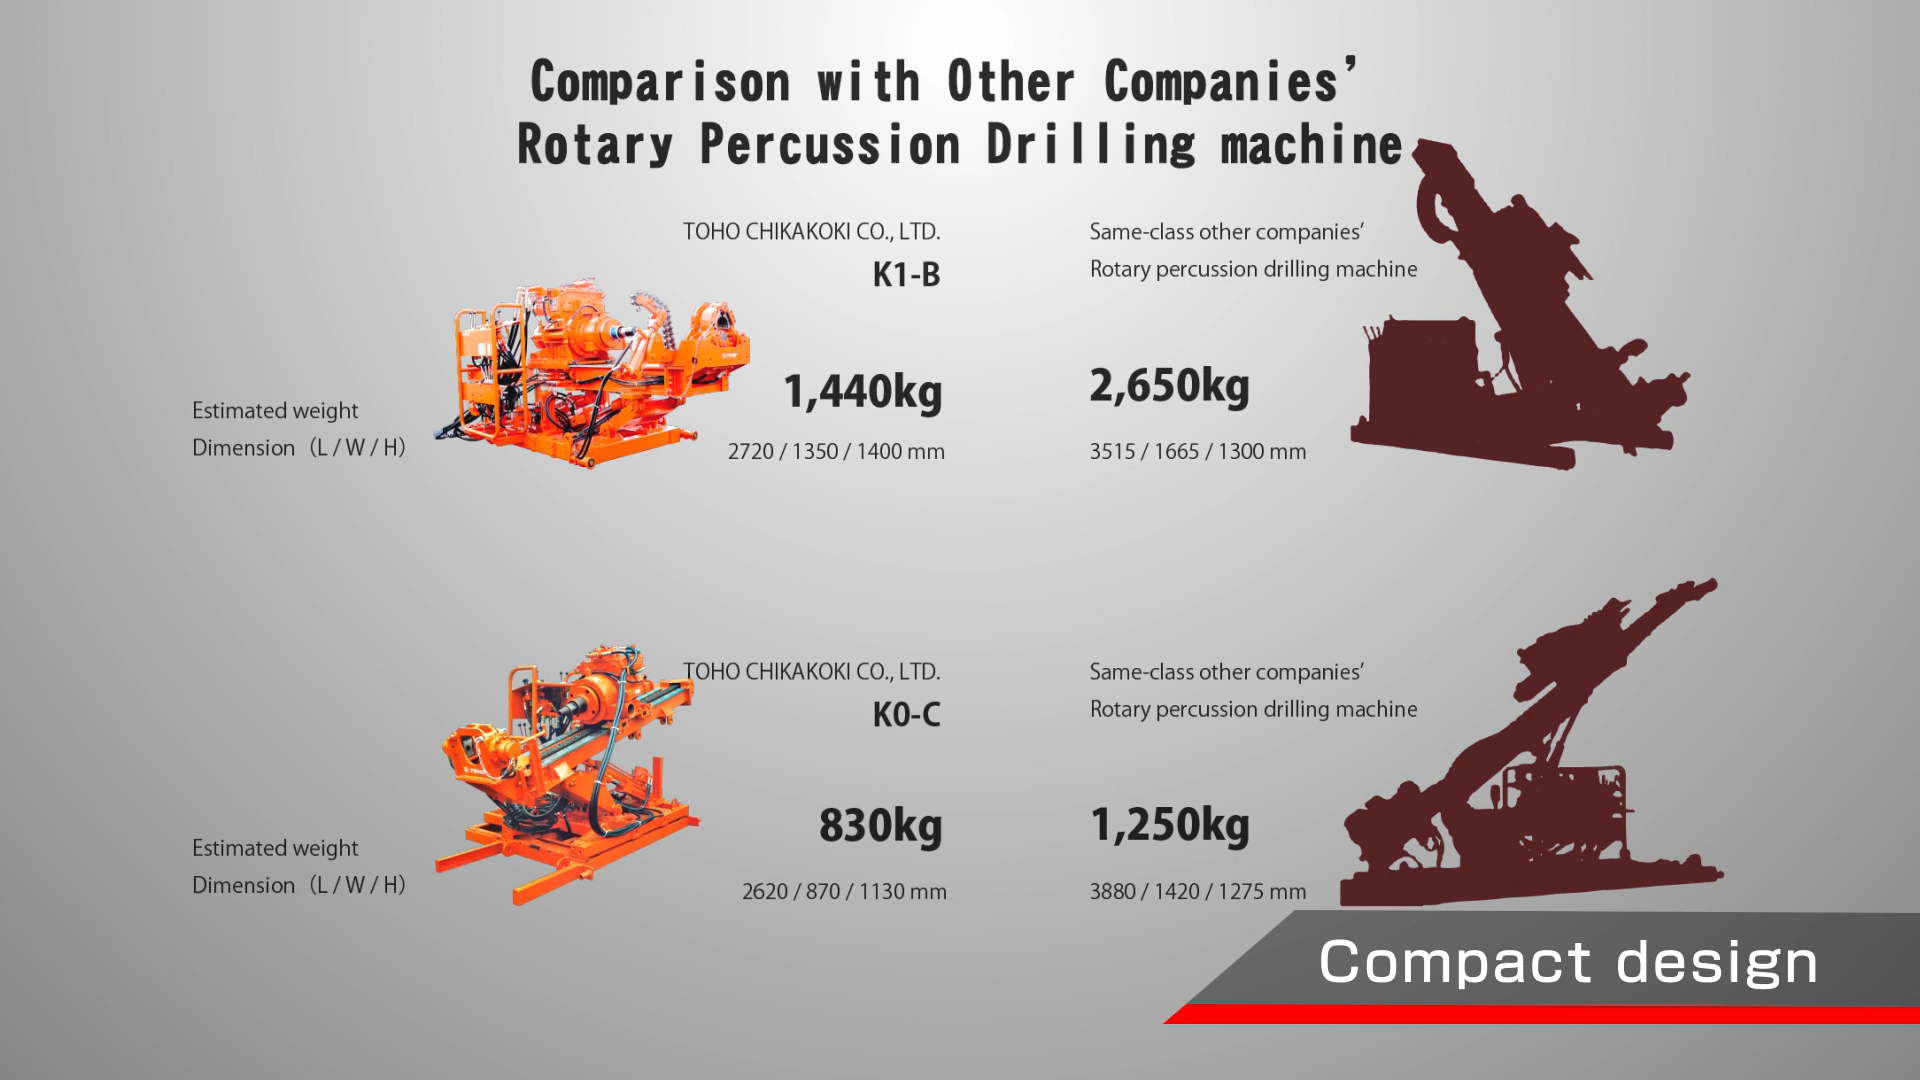 Comparison with Other Companies’
Rotary Percussion Drilling machine
TOHO CHIKAKOKI CO., LTD.
K1-B
Same-class other companies’
Rotary percussion drilling machine
Estimated weight
1,440kg
2,650kg
Dimension（L / W / H）
2720 / 1350 / 1400 mm
3515 / 1665 / 1300 mm
TOHO CHIKAKOKI CO., LTD.
K0-C
Same-class other companies’
Rotary percussion drilling machine
Estimated weight
830kg
1,250kg
Dimension（L / W / H）
2620 / 870 / 1130 mm
3880 / 1420 / 1275 mm
Compact design